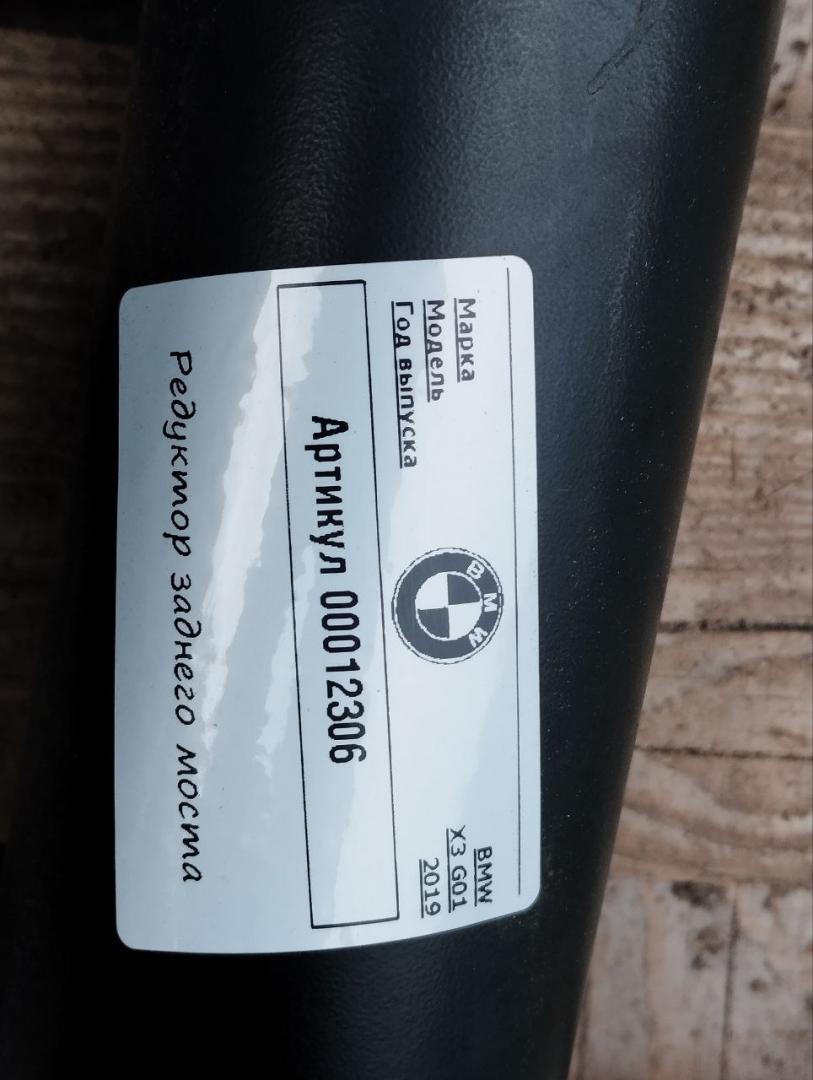 Марка BMW
Модель X3 G01
Год выпуска 2019
BMW
Артикул 00012306
Редуктор заднего моста